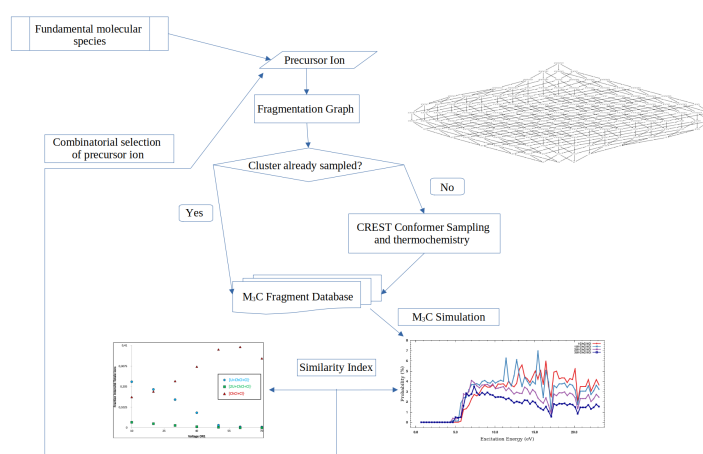 Fundamental molecular
species
Precursor Ion
Fragmentation Graph
Combinatorial selection
of precursor ion
Cluster already sampled?
No
Yes
CREST Conformer Sampling
and thermochemistry
M₃C Fragment Database
M₃C Simulation
Similarity Index
Probability (%)
Excitation Energy (eV)